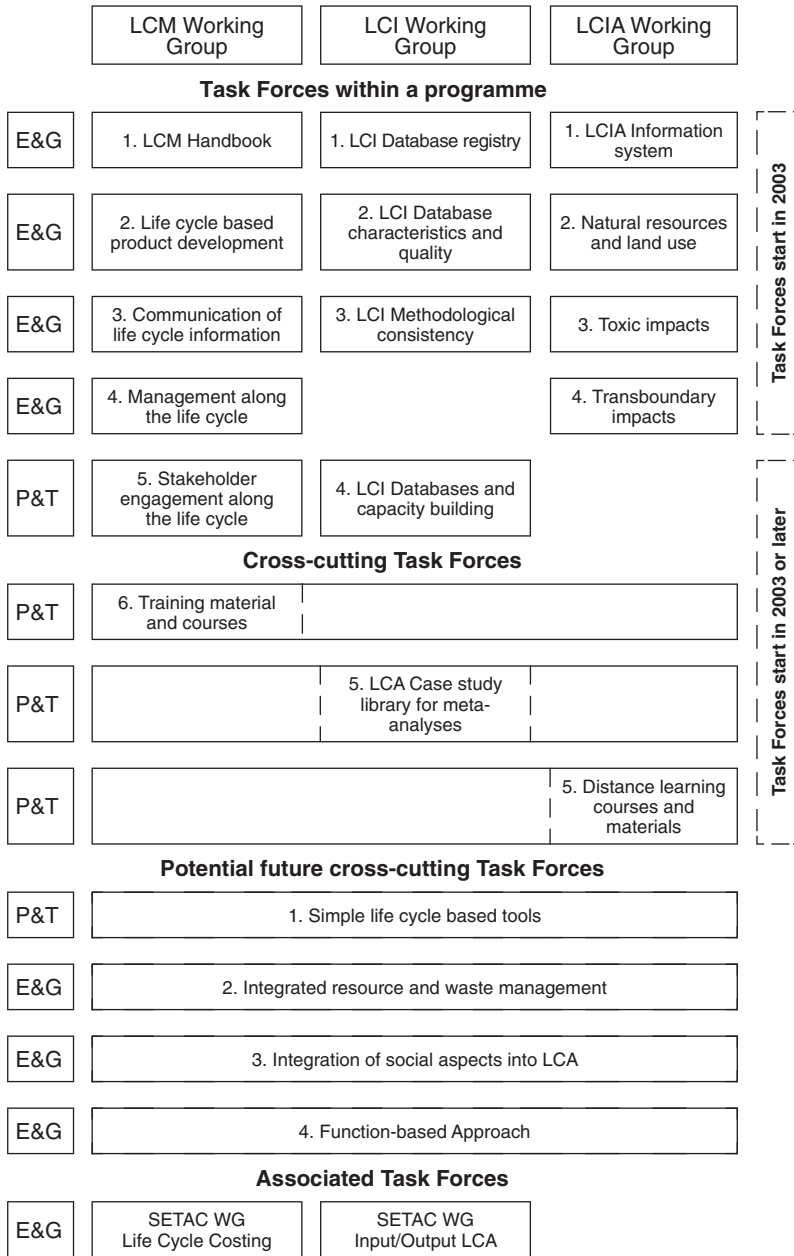 LCM Working
Group
LCI Working
Group
LCIA Working
Group
Task Forces within a programme
E&G
1. LCM Handbook
1. LCI Database registry
1. LCIA Information
system
E&G
2. Life cycle based
product development
2. LCI Database
characteristics and
quality
2. Natural resources
and land use
E&G
3. Communication of
life cycle information
3. LCI Methodological
consistency
3. Toxic impacts
E&G
4. Management along
the life cycle
4. Transboundary
impacts
Task Forces start in 2003
P&T
5. Stakeholder
engagement along
the life cycle
4. LCI Databases and
capacity building
Cross-cutting Task Forces
P&T
6. Training material
and courses
P&T
5. LCA Case study
library for meta-
analyses
P&T
5. Distance learning
courses and
materials
Task Forces start in 2003 or later
Potential future cross-cutting Task Forces
P&T
1. Simple life cycle based tools
E&G
2. Integrated resource and waste management
E&G
3. Integration of social aspects into LCA
E&G
4. Function-based Approach
Associated Task Forces
E&G
SETAC WG
Life Cycle Costing
SETAC WG
Input/Output LCA